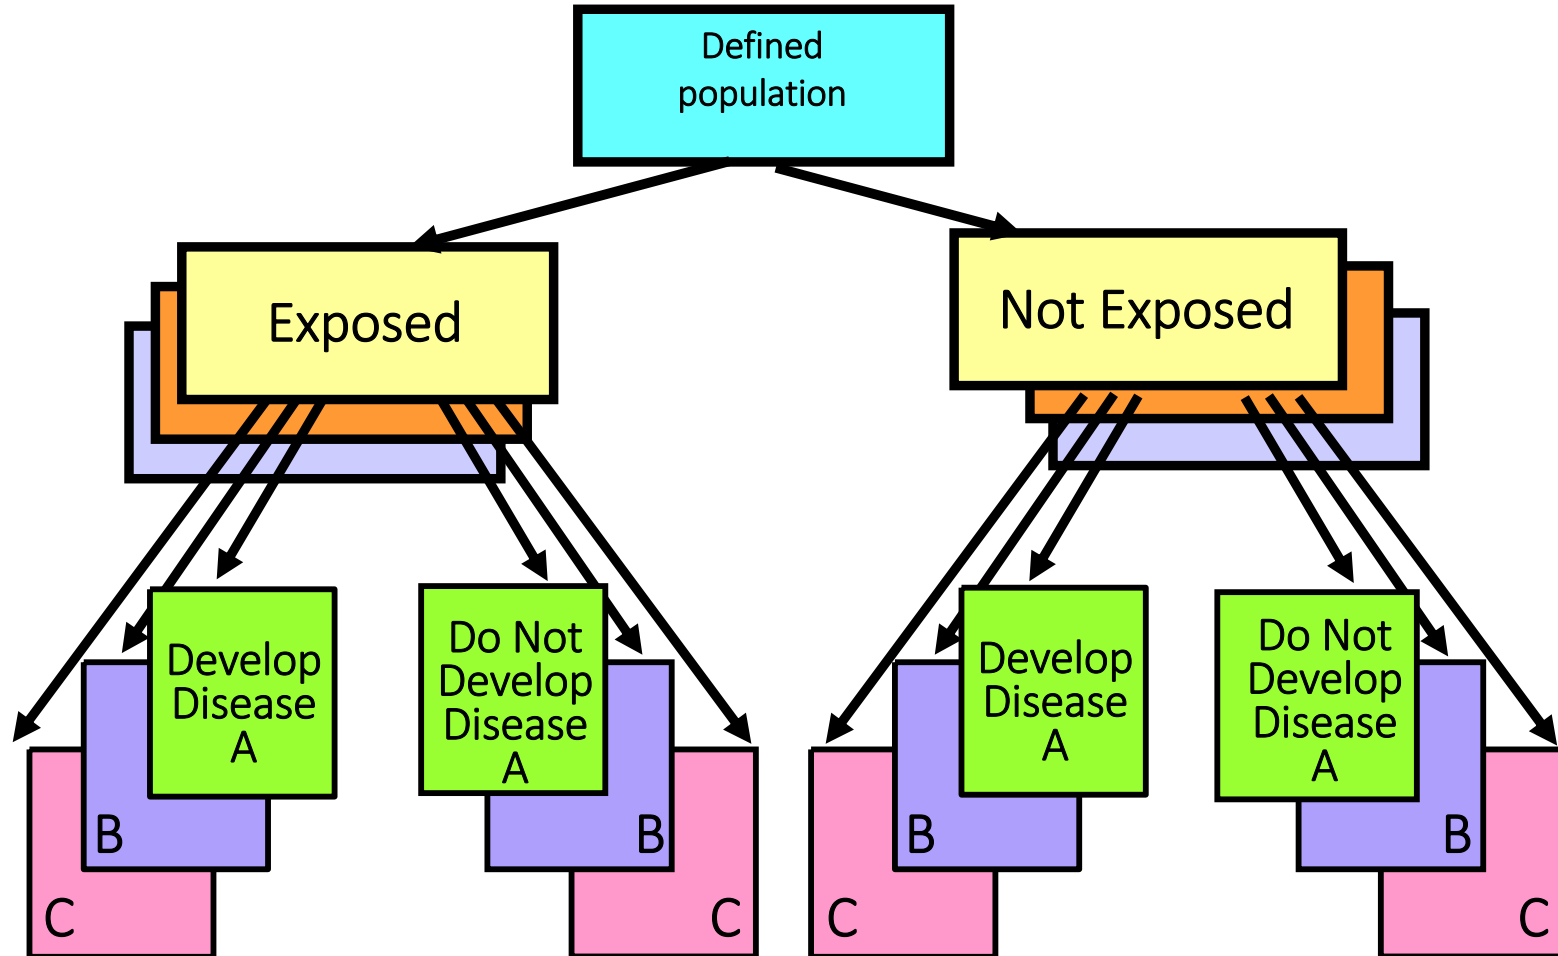 Defined
population
Exposed
Not Exposed
Develop
Disease
A
B
C
Do Not
Develop
Disease
A
B
C
Develop
Disease
A
B
C
Do Not
Develop
Disease
A
B
C